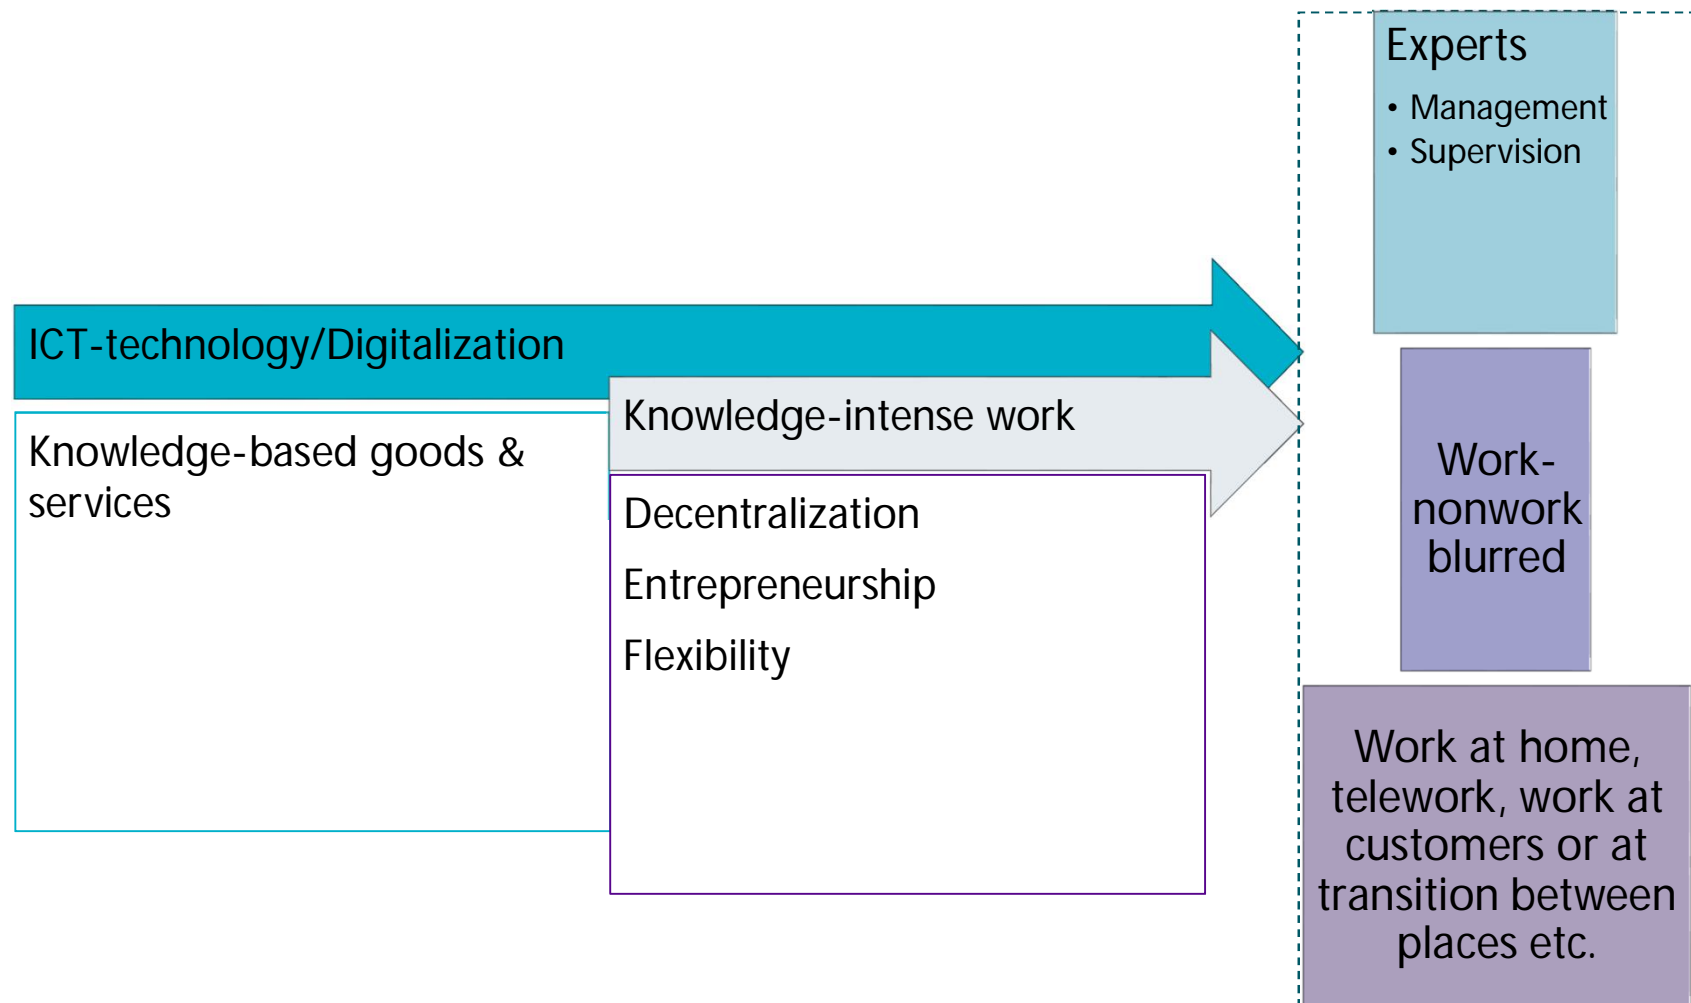 ICT-technology/Digitalization
Knowledge-based goods &
services
Knowledge-intense work
Decentralization
Entrepreneurship
Flexibility
Experts
• Management
• Supervision
Work-
nonwork
blurred
Work at home,
telework, work at
customers or at
transition between
places etc.